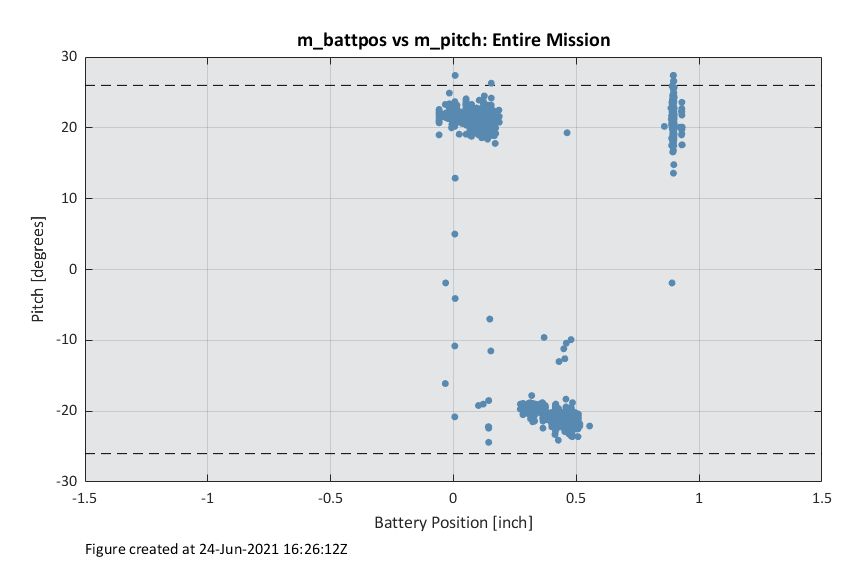 m_battpos vs m_pitch: Entire Mission
30
20
10
0
-10
-20
-30
Pitch [degrees]
-1.5 -1 -0.5 0 0.5 1 1.5
Battery Position [inch]
Figure created at 24-Jun-2021 16:26:12Z